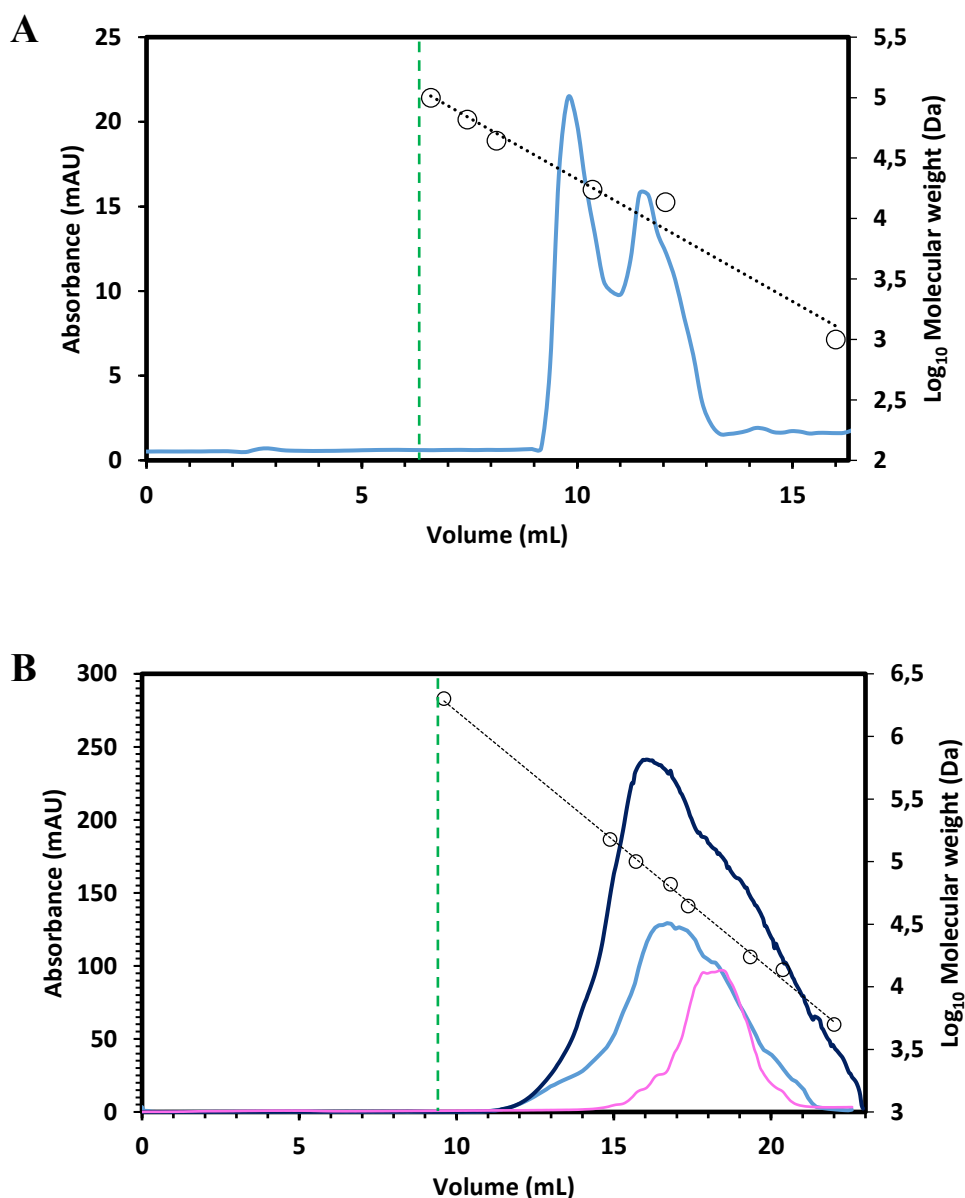 A
25
20
15
10
5
0
Absorbance (mAU)
5,5
5
4,5
4
3,5
3
2,5
2
Log₁₀ Molecular weight (Da)
0 5 10 15
Volume (mL)
B
300
250
200
150
100
50
0
Absorbance (mAU)
6,5
6
5,5
5
4,5
4
3,5
3
Log₁₀ Molecular weight (Da)
0 5 10 15 20
Volume (mL)